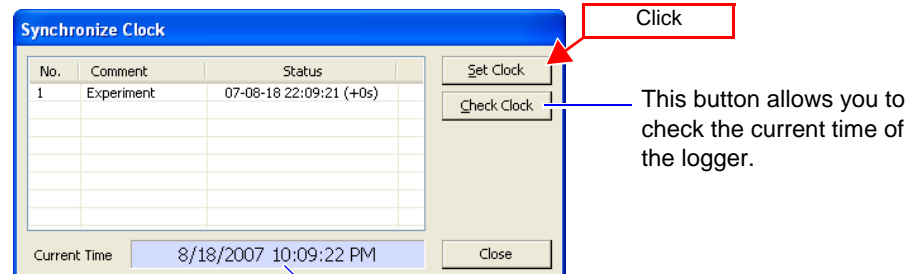 Click
Synchronize Clock
No. Comment Status
1 Experiment 07-08-18 22:09:21 (+0s)
Set Clock
Check Clock
This button allows you to
check the current time of
the logger.
Current Time 8/18/2007 10:09:22 PM
Close